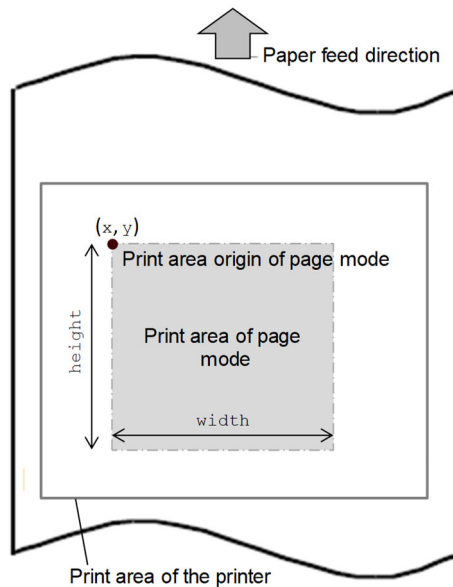 Paper feed direction
(x, y)
Print area origin of page mode
height
Print area of page
mode
width
Print area of the printer